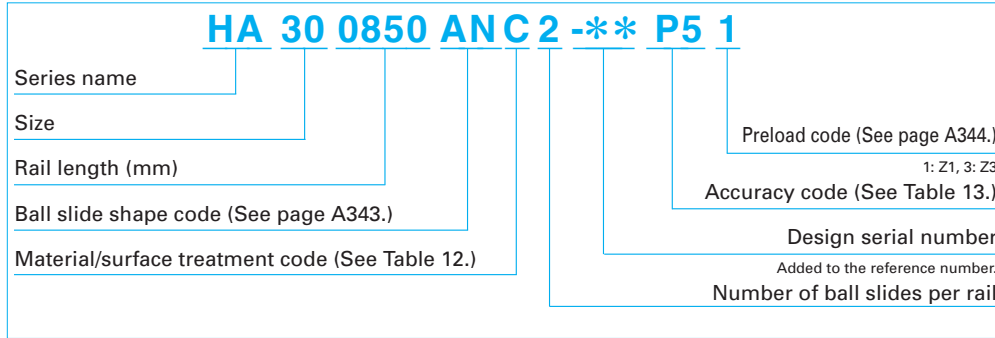 HA 30 0850 AN C 2 -** P5 1
Series name
Size
Rail length (mm)
Ball slide shape code (See page A343.)
Material/surface treatment code (See Table 12.)
Preload code (See page A344.)
1: Z1, 3: Z3
Accuracy code (See Table 13.)
Design serial number
Added to the reference number.
Number of ball slides per rail